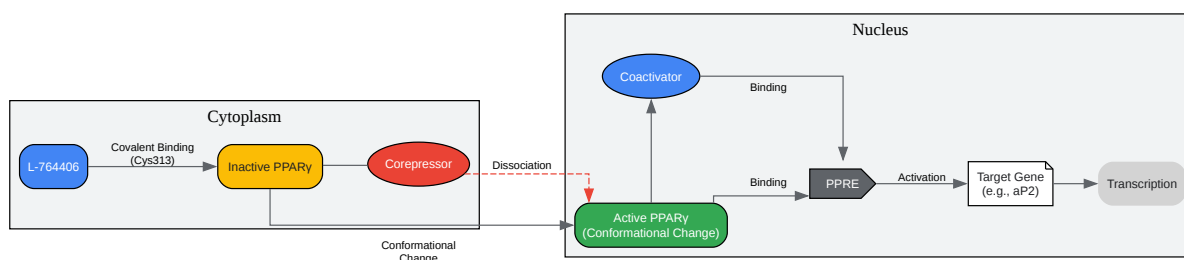 Nucleus
Coactivator
Binding
Cytoplasm
L-764406
Covalent Binding
(Cys313)
Inactive PPARγ
Corepressor
Dissociation
Binding
PPRE
Activation
Target Gene
(e.g., aP2)
Transcription
Active PPARγ
(Conformational Change)
Conformational
Change